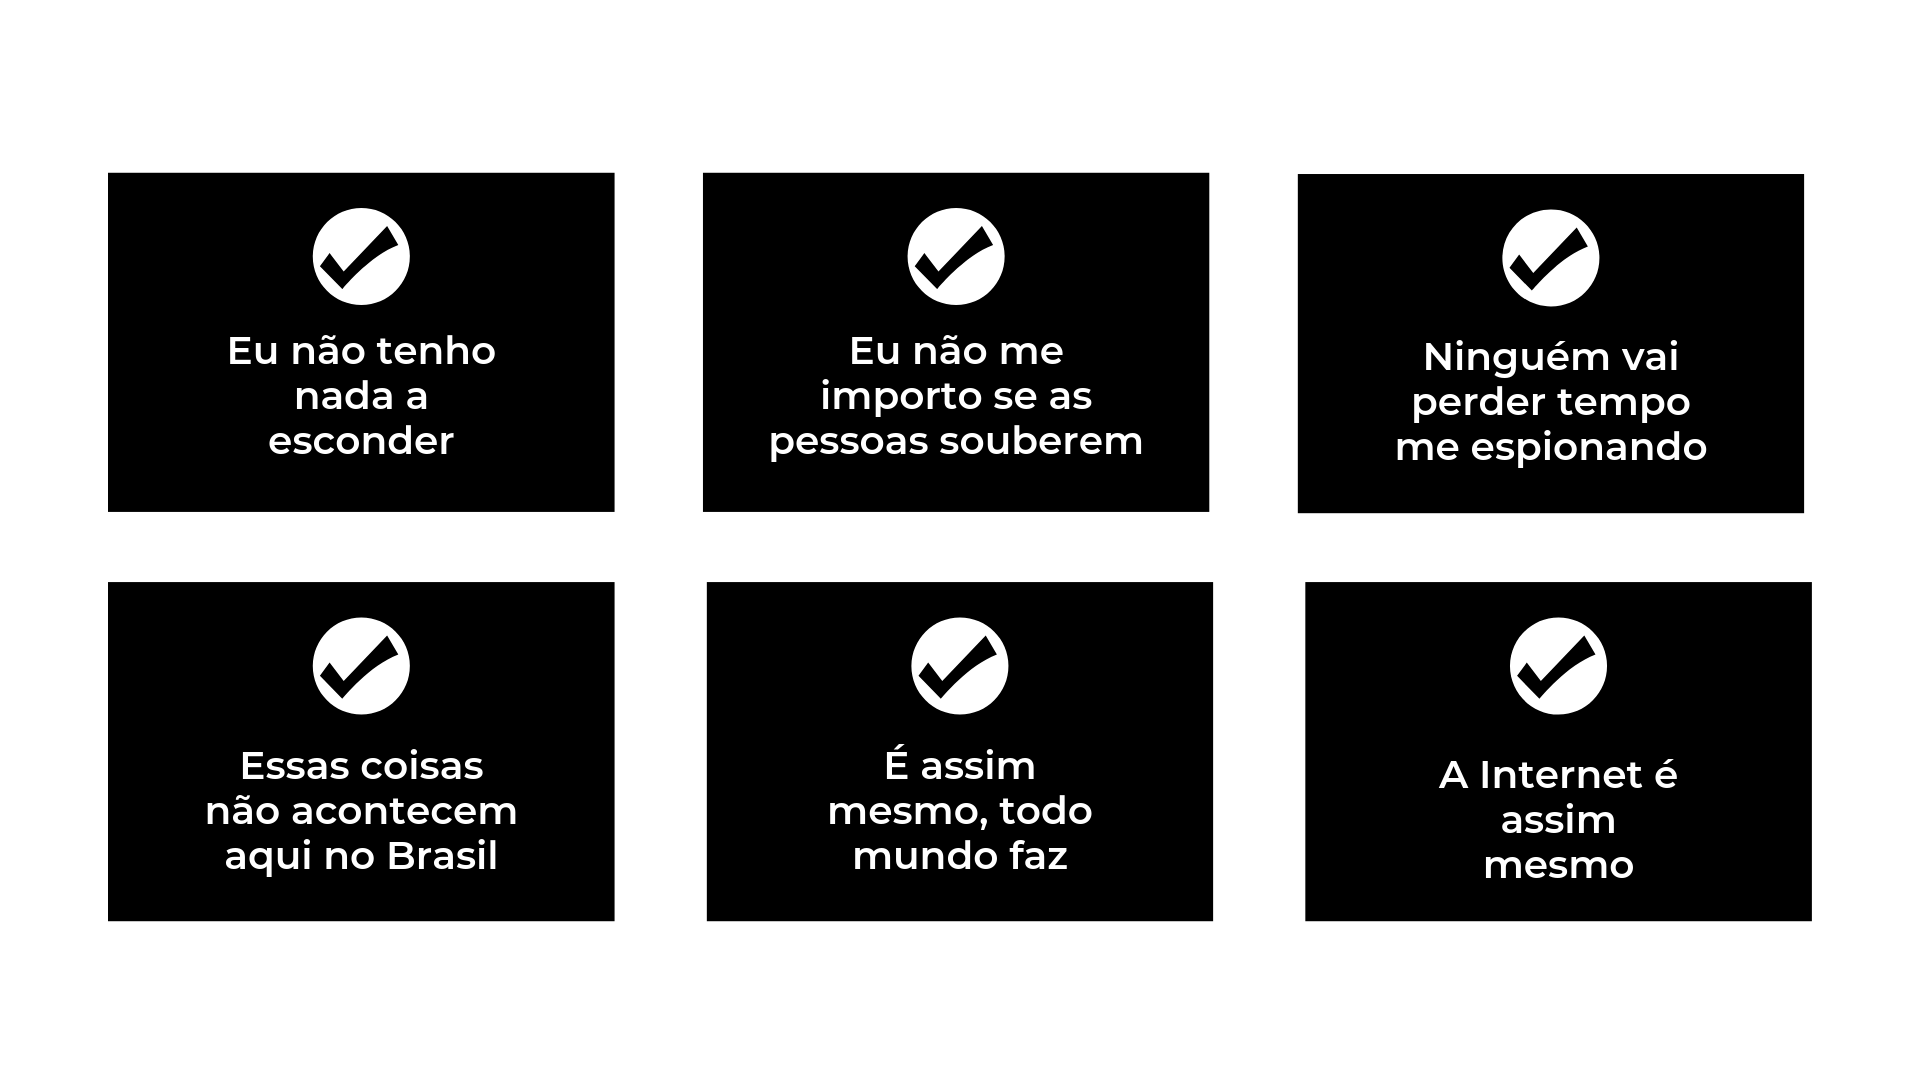 Eu não tenho
nada a
esconder
Eu não me
importo se as
pessoas souberem
Ninguém vai
perder tempo
me espionando
Essas coisas
não acontecem
aqui no Brasil
É assim
mesmo, todo
mundo faz
A Internet é
assim
mesmo